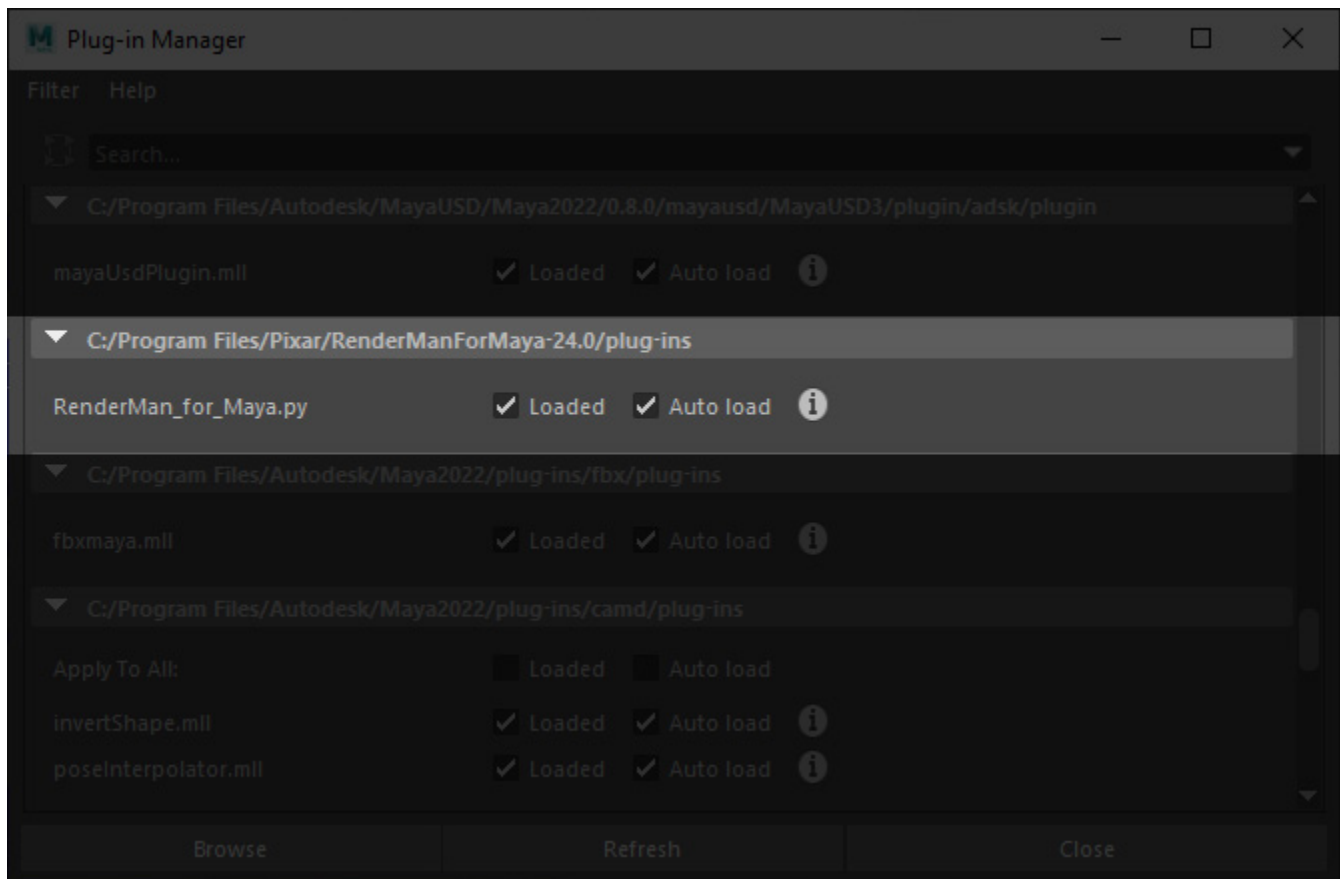 Plug-in Manager
Filter Help
Search...
C:/Program Files/Autodesk/MayaUSD/Maya2022/0.8.0/mayausd/MayaUSD3/plugin/adsk/plugin
mayaUsdPlugin.mll Loaded Auto load
C:/Program Files/Pixar/RenderManForMaya-24.0/plug-ins
RenderMan_for_Maya.py Loaded Auto load
C:/Program Files/Autodesk/Maya2022/plug-ins/fbx/plug-ins
fbxmaya.mll Loaded Auto load
C:/Program Files/Autodesk/Maya2022/plug-ins/camd/plug-ins
Apply To All: Loaded Auto load
invertShape.mll Loaded Auto load
poseInterpolator.mll Loaded Auto load
Browse Refresh Close